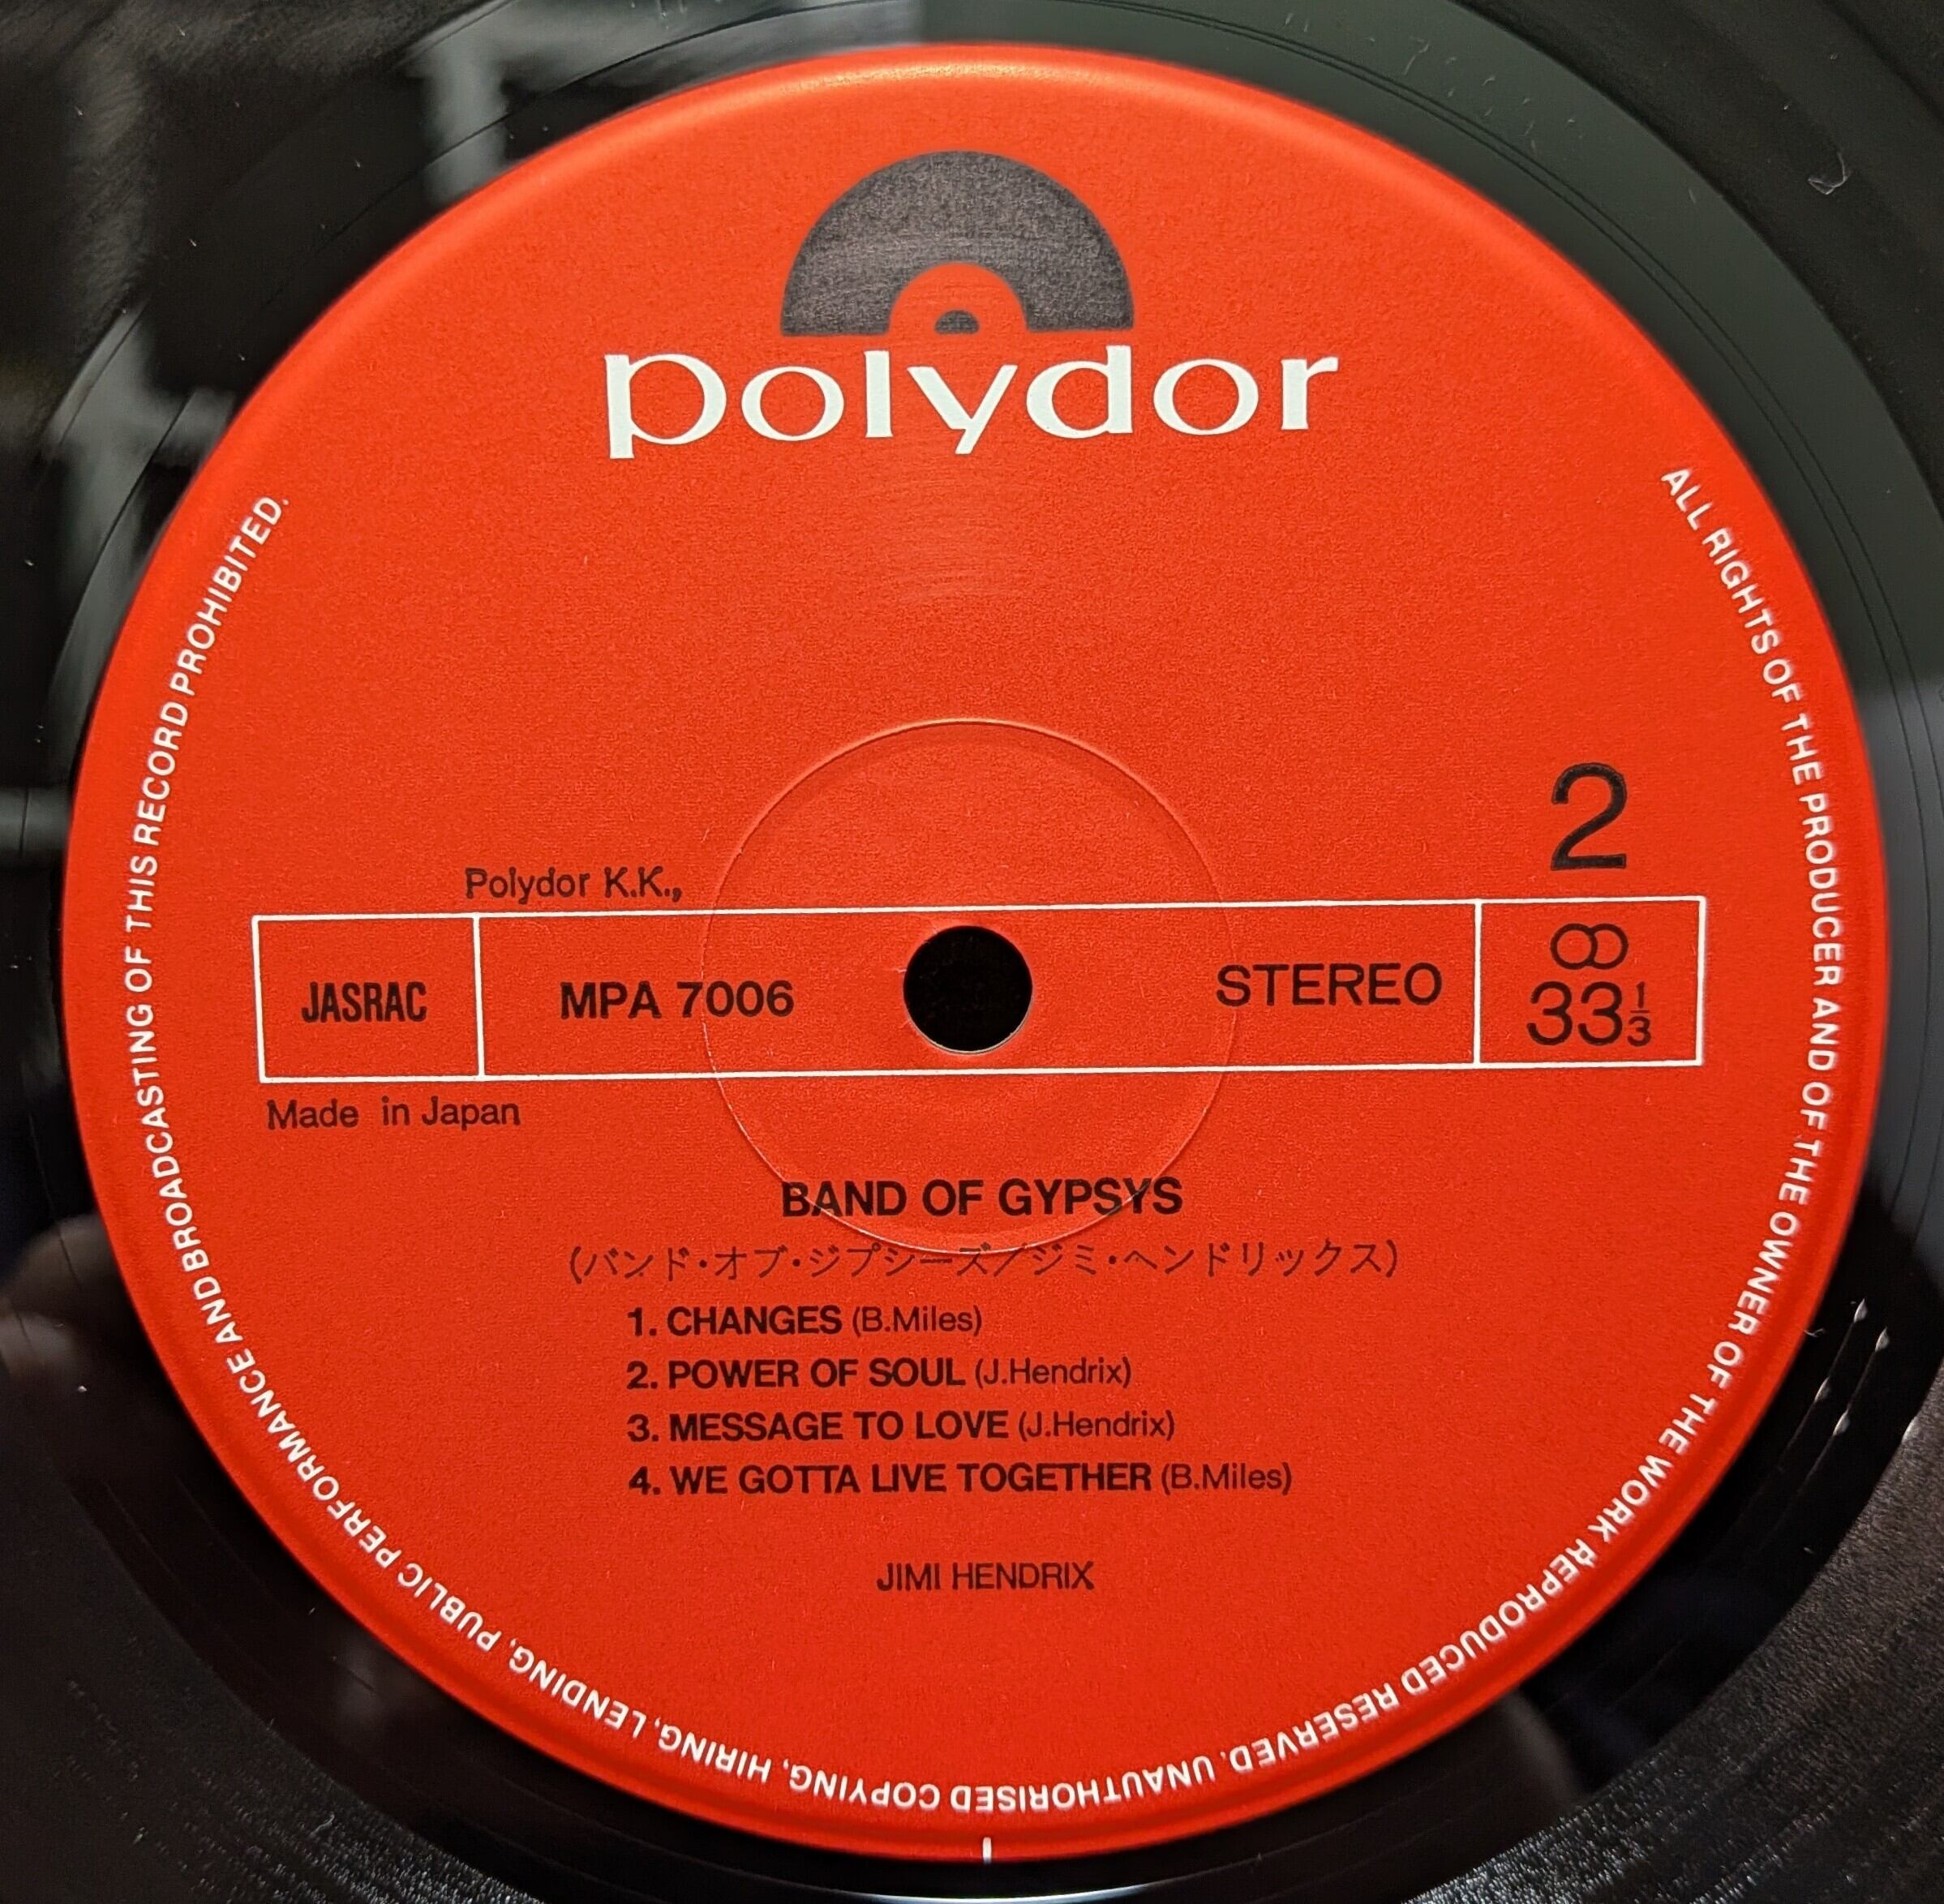 polydor
2
Polydor K.K.,
JASRAC
MPA 7006
STEREO
∞
33⅓
Made in Japan
BAND OF GYPSYS
(バンド・オブ・ジプシーズ/ジミ・ヘンドリックス)
1. CHANGES (B.Miles)
2. POWER OF SOUL (J.Hendrix)
3. MESSAGE TO LOVE (J.Hendrix)
4. WE GOTTA LIVE TOGETHER (B.Miles)
JIMI HENDRIX
ALL RIGHTS OF THE PRODUCER AND OF THE OWNER OF THE WORK REPRODUCED RESERVED. UNAUTHORISED COPYING, HIRING, LENDING, PUBLIC PERFORMANCE AND BROADCASTING OF THIS RECORD PROHIBITED.